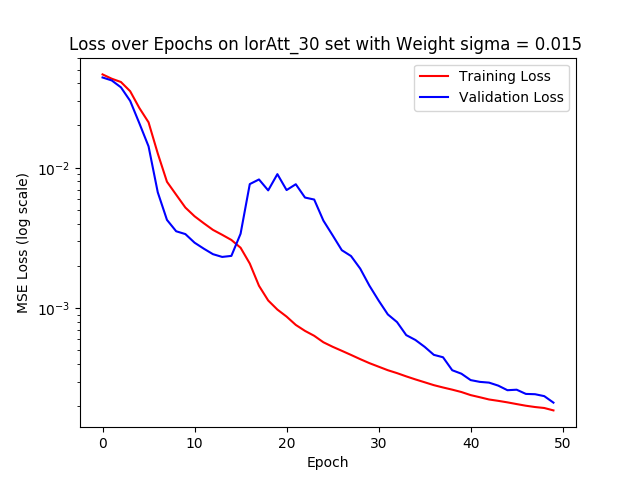 Loss over Epochs on lorAtt_30 set with Weight sigma = 0.015
Training Loss
Validation Loss
MSE Loss (log scale)
10⁻²
10⁻³
0 10 20 30 40 50
Epoch